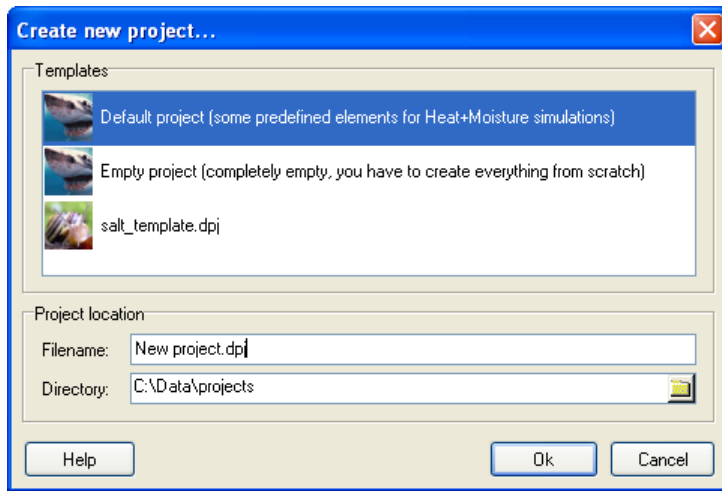 Create new project...
Templates
Default project (some predefined elements for Heat+Moisture simulations)
Empty project (completely empty, you have to create everything from scratch)
salt_template.dpj
Project location
Filename: New project.dpj
Directory: C:\Data\projects
Help Ok Cancel